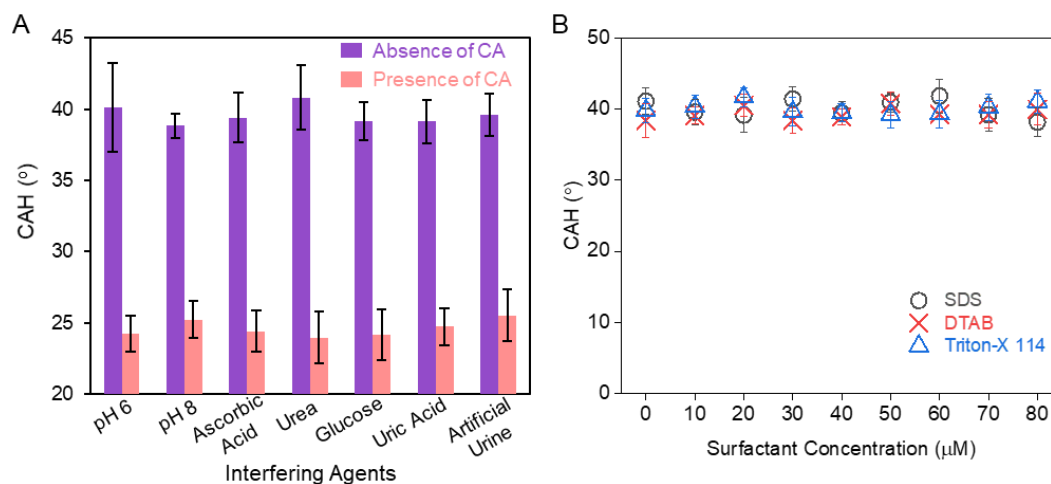 A
45
40
35
30
25
20
CAH (°)
Absence of CA
Presence of CA
pH 6
pH 8
Ascorbic
Acid
Urea
Glucose
Uric Acid
Artificial
Urine
Interfering Agents
B
50
40
30
20
10
0
CAH (°)
SDS
DTAB
Triton-X 114
0 10 20 30 40 50 60 70 80
Surfactant Concentration (μM)